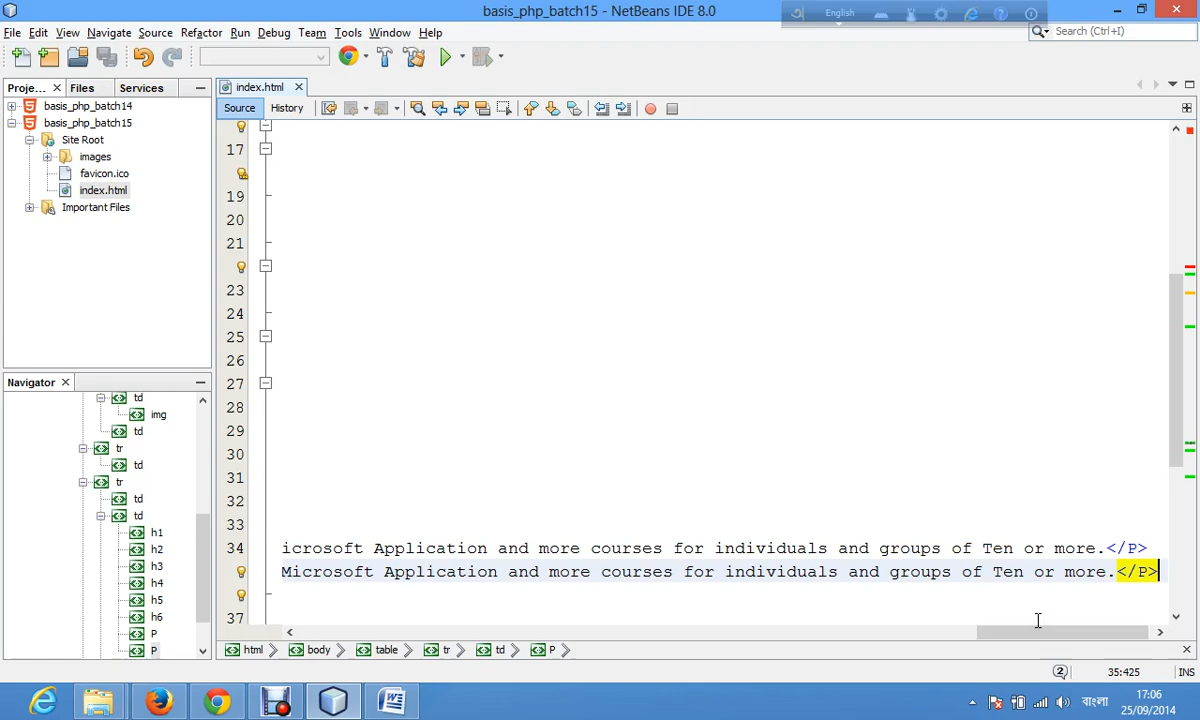 basis_php_batch15 - NetBeans IDE 8.0
English
File Edit View Navigate Source Refactor Run Debug Team Tools Window Help
Search (Ctrl+I)
Proje... Files Services
index.html
basis_php_batch14
basis_php_batch15
Site Root
images
favicon.ico
index.html
Important Files
Source History
17
19
20
21
23
24
25
26
27
28
29
30
31
32
33
34 icrosoft Application and more courses for individuals and groups of Ten or more.</P>
Microsoft Application and more courses for individuals and groups of Ten or more.</P>
37
Navigator
td
img
td
tr
td
tr
td
td
h1
h2
h3
h4
h5
h6
P
P
html body table tr td P
2 35:425 INS
বাংলা
17:06
25/09/2014